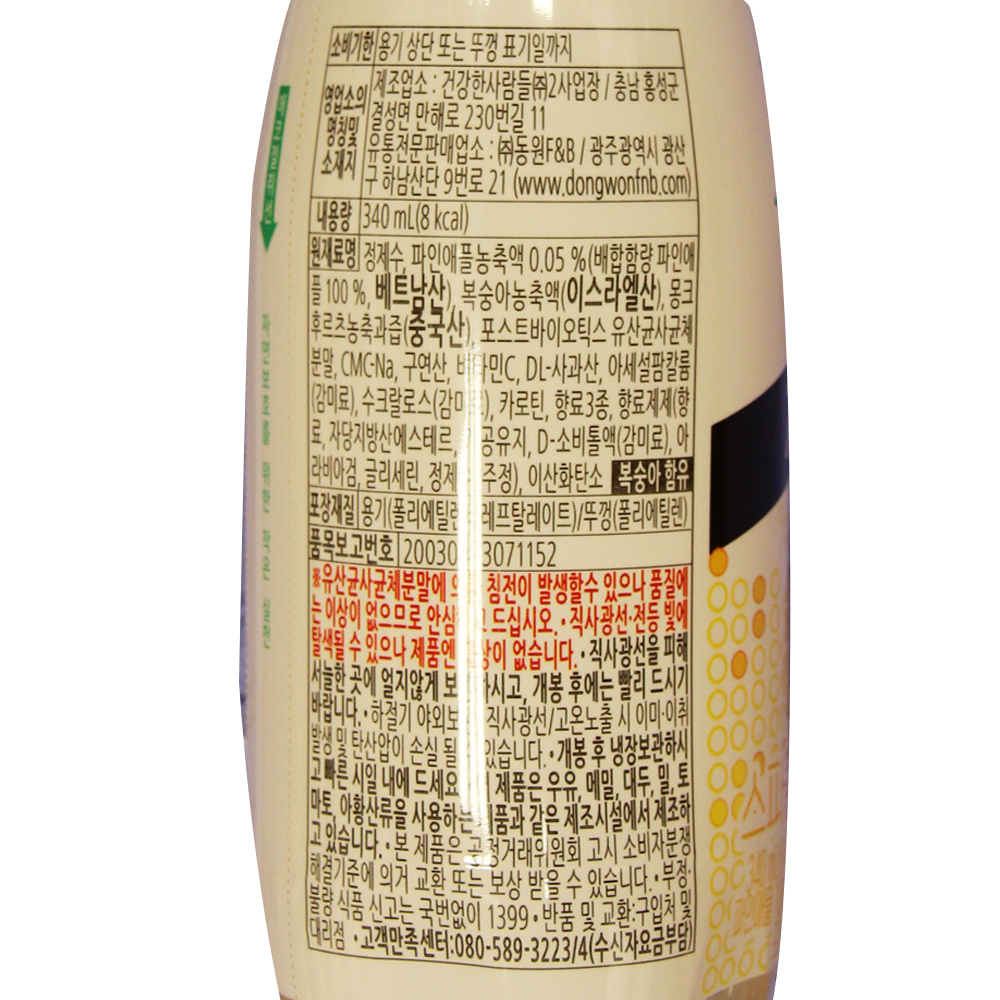 소비기한 용기 상단 또는 뚜껑 표기일까지
영업소의 명칭 및 소재지
제조업소 : 건강한사람들㈜2사업장 / 충남 홍성군
결성면 만해로 230번길 11
유통전문판매업소 : ㈜동원F&B / 광주광역시 광산
구 하남산단 9번로 21 (www.dongwonfnb.com)
내용량 340 mL(8 kcal)
원재료명 정제수, 파인애플농축액 0.05 %(배합함량 파인애
플 100 %, 베트남산), 복숭아농축액(이스라엘산), 몽크
후르츠농축과즙(중국산), 포스트바이오틱스 유산균사균체
분말, CMC-Na, 구연산, 비타민C, DL-사과산, 아세설팜칼륨
(감미료), 수크랄로스(감미료), 카로틴, 향료3종, 향료제제(향
료, 자당지방산에스테르, 공유지, D-소비톨액(감미료), 아
라비아검, 글리세린, 정제 주정), 이산화탄소 복숭아 함유
포장재질 용기(폴리에틸렌 레프탈레이트)/뚜껑(폴리에틸렌)
품목보고번호 20030 3071152
※유산균사균체분말에 의 침전이 발생할수 있으나 품질에
는 이상이 없으므로 안심하고 드십시오. • 직사광선·전등 빛에
탈색될 수 있으나 제품엔 이상이 없습니다. • 직사광선을 피해
서늘한 곳에 얼지않게 보 하시고, 개봉 후에는 빨리 드시기
바랍니다. • 하절기 야외보 직사광선/고온노출 시 이미·이취
발생 및 탄산압이 손실 될 있습니다. • 개봉 후 냉장보관하시
고 빠른 시일 내에 드세요 제품은 우유, 메밀, 대두, 밀, 토
마토, 아황산류를 사용하는 제품과 같은 제조시설에서 제조하
고 있습니다. • 본 제품은 공정거래위원회 고시 소비자분쟁
해결기준에 의거 교환 또는 보상 받을 수 있습니다. • 부정·
불량 식품 신고는 국번없이 1399 • 반품 및 교환:구입처 및
대리점 • 고객만족센터:080-589-3223/4(수신자요금부담)
340